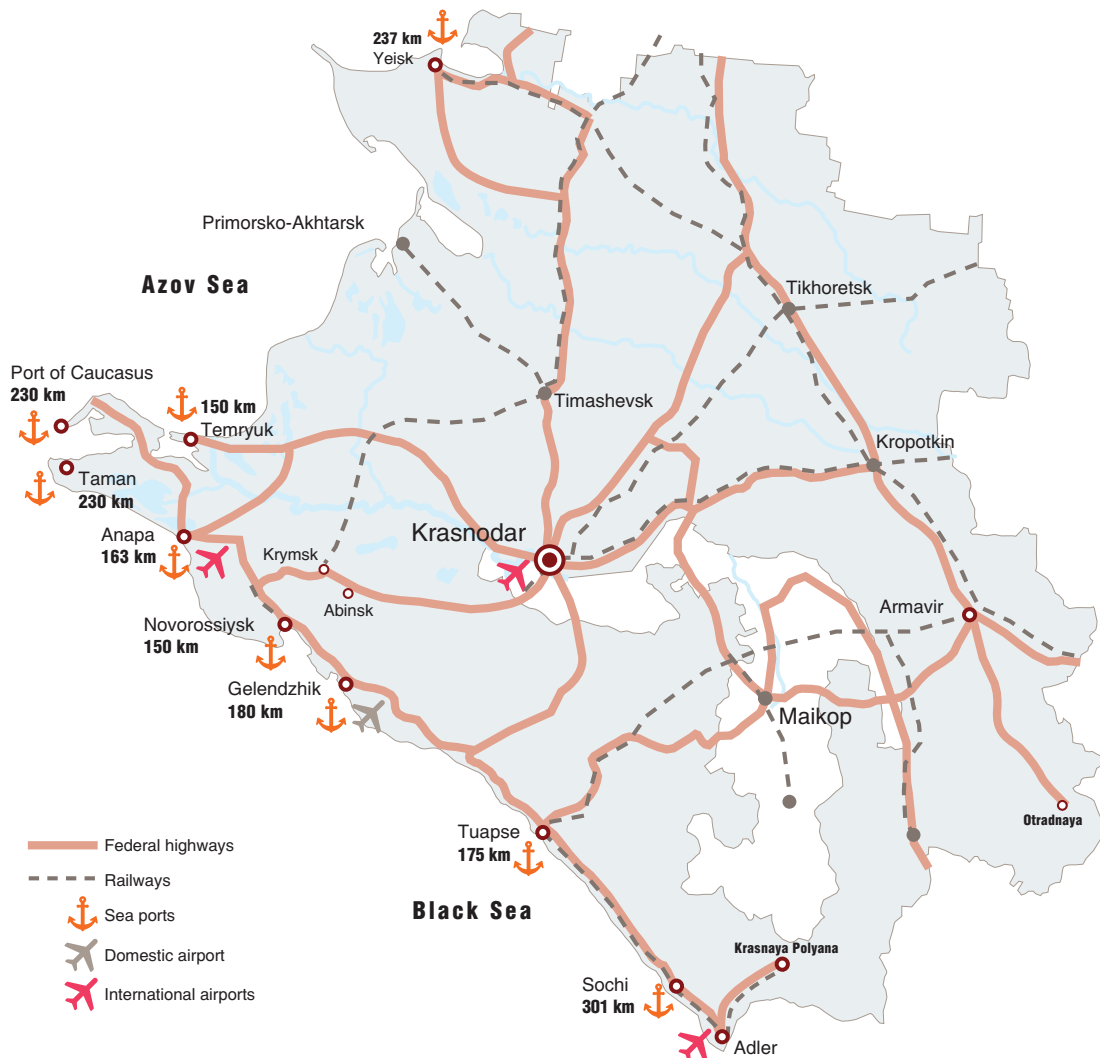 237 km
Yeisk
Primorsko-Akhtarsk
Azov Sea
Tikhoretsk
Port of Caucasus
230 km
150 km
Temryuk
Timashevsk
Kropotkin
Taman
230 km
Anapa
163 km
Krasnodar
Krymsk
Abinsk
Armavir
Novorossiysk
150 km
Gelendzhik
180 km
Maikop
Otradnaya
Tuapse
175 km
Black Sea
Krasnaya Polyana
Sochi
301 km
Adler
Federal highways
Railways
Sea ports
Domestic airport
International airports